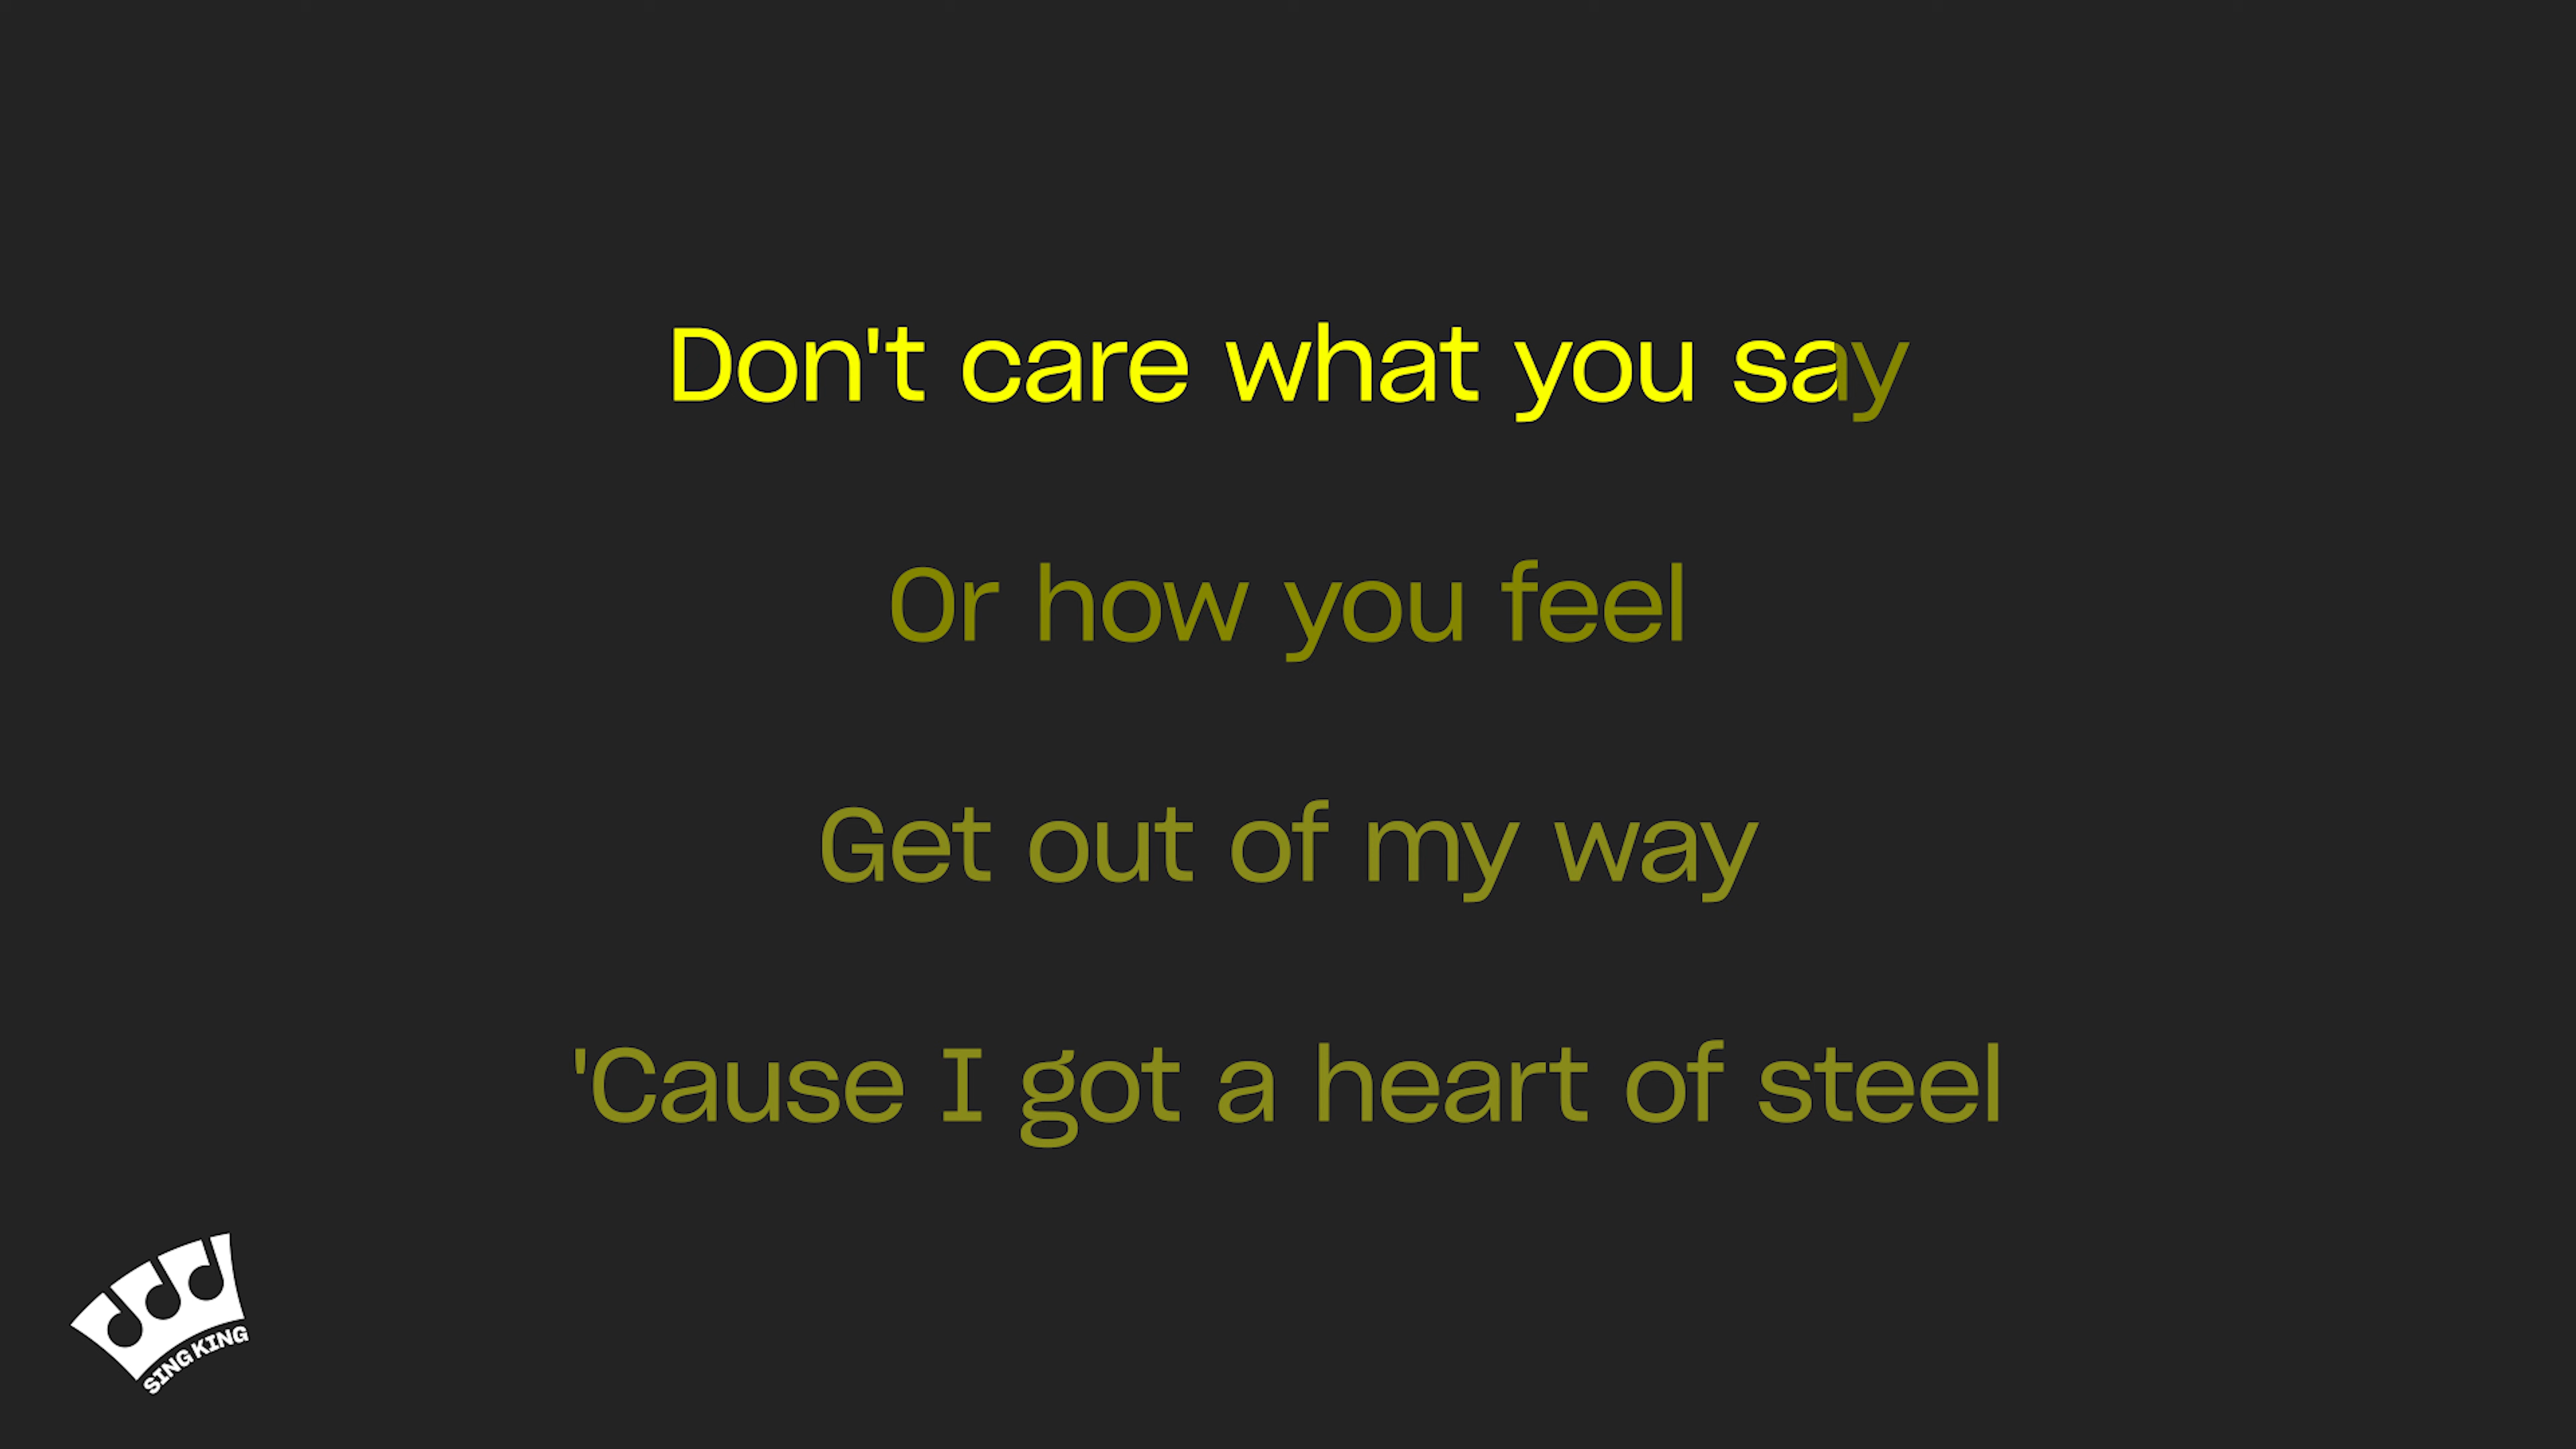 Don't care what you say
Or how you feel
Get out of my way
'Cause I got a heart of steel
SING KING